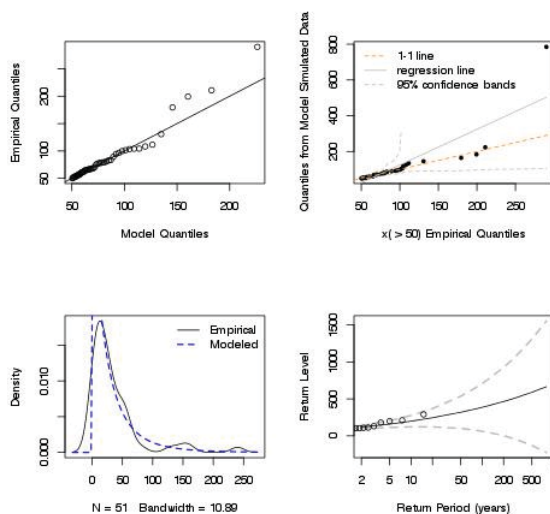 Empirical Quantiles
50 100 200
50 100 150 200
Model Quantiles
Quantiles from Model Simulated Data
200 400 600 800
1-1 line
regression line
95% confidence bands
50 100 150 200 250
x( > 50) Empirical Quantiles
Density
0.000 0.010
Empirical
Modeled
0 50 100 150 200 250
N = 51 Bandwidth = 10.89
Return Level
0 500 1000 1500
2 5 10 50 200 500
Return Period (years)